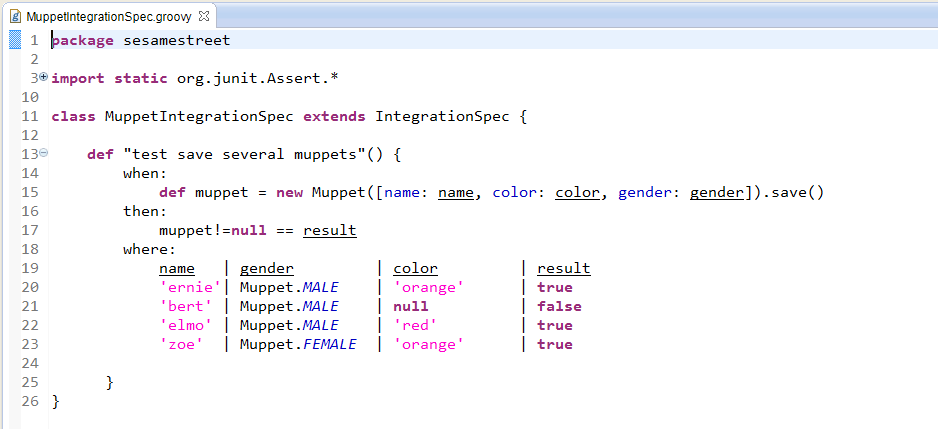 MuppetIntegrationSpec.groovy
1 package sesamestreet
2
3 import static org.junit.Assert.*
10
11 class MuppetIntegrationSpec extends IntegrationSpec {
12
13     def "test save several muppets"() {
14         when:
15             def muppet = new Muppet([name: name, color: color, gender: gender]).save()
16         then:
17             muppet!=null == result
18         where:
19             name   | gender         | color         | result
20             'ernie'| Muppet.MALE    | 'orange'      | true
21             'bert' | Muppet.MALE    | null          | false
22             'elmo' | Muppet.MALE    | 'red'         | true
23             'zoe'  | Muppet.FEMALE  | 'orange'      | true
24
25       }
26 }